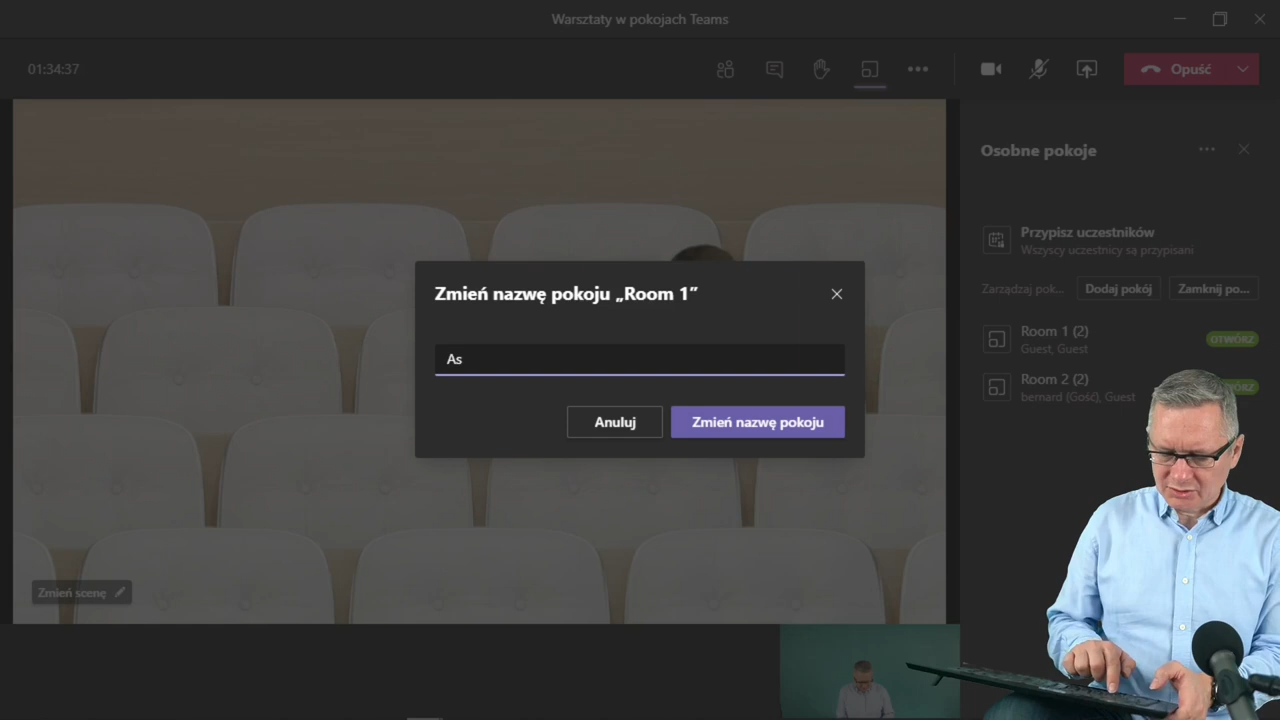 Warsztaty w pokojach Teams
01:34:37
Opuść
Osobne pokoje
Przypisz uczestników
Wszyscy uczestnicy są przypisani
Zarządzaj pok...
Dodaj pokój
Zamknij po...
Room 1 (2)
Guest, Guest
OTWÓRZ
Room 2 (2)
bernard (Gość), Guest
Zmień nazwę pokoju „Room 1”
As
Anuluj
Zmień nazwę pokoju
Zmień scenę